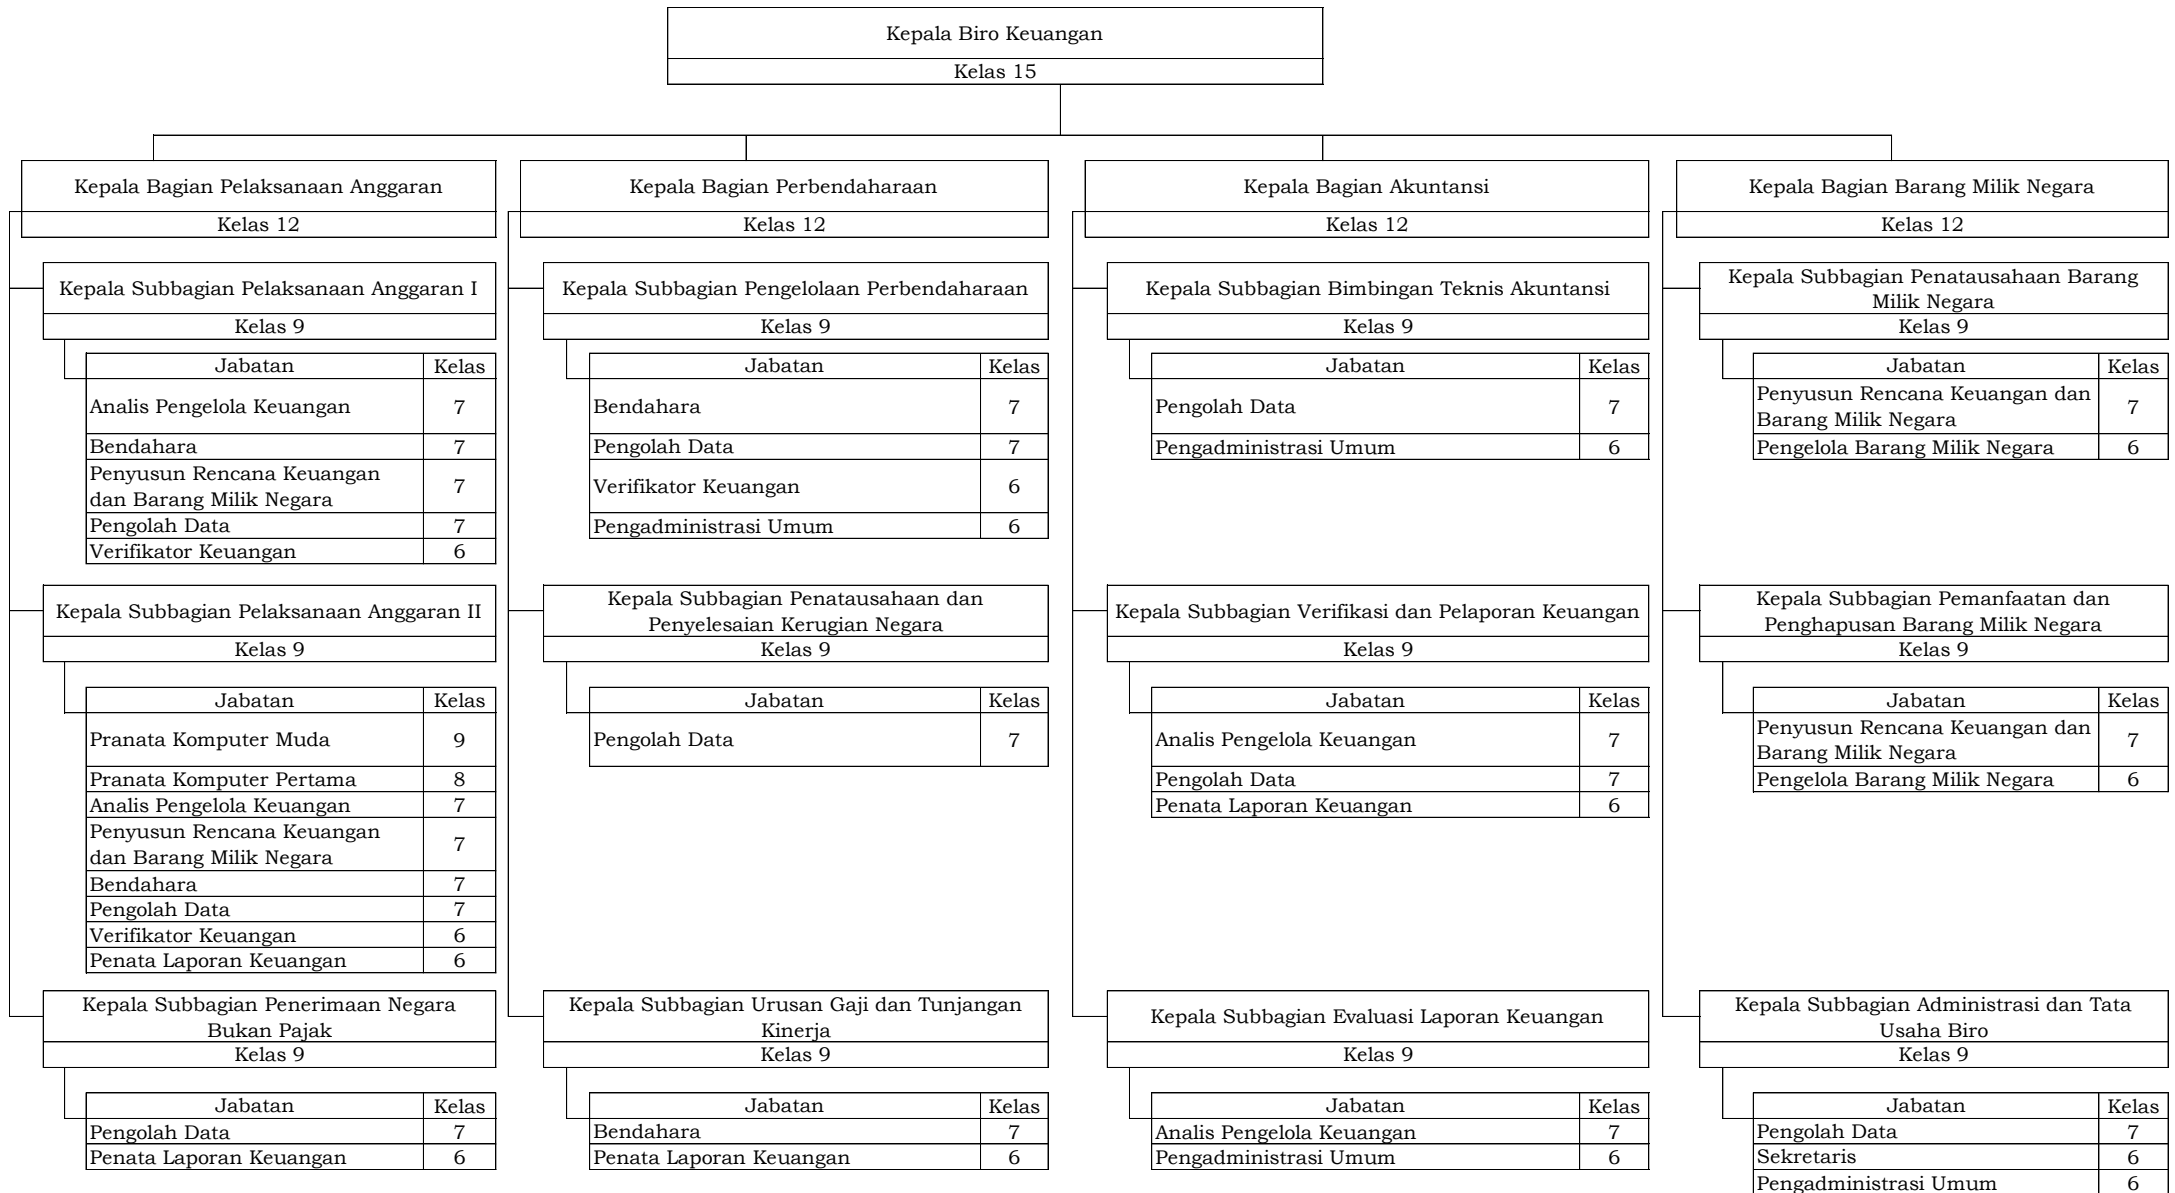 Kepala Biro Keuangan
Kelas 15
Kepala Bagian Pelaksanaan Anggaran
Kelas 12
Kepala Subbagian Pelaksanaan Anggaran I
Kelas 9
Jabatan Kelas
Analis Pengelola Keuangan 7
Bendahara 7
Penyusun Rencana Keuangan
dan Barang Milik Negara 7
Pengolah Data 7
Verifikator Keuangan 6
Kepala Subbagian Pelaksanaan Anggaran II
Kelas 9
Jabatan Kelas
Pranata Komputer Muda 9
Pranata Komputer Pertama 8
Analis Pengelola Keuangan 7
Penyusun Rencana Keuangan
dan Barang Milik Negara 7
Bendahara 7
Pengolah Data 7
Verifikator Keuangan 6
Penata Laporan Keuangan 6
Kepala Subbagian Penerimaan Negara
Bukan Pajak
Kelas 9
Jabatan Kelas
Pengolah Data 7
Penata Laporan Keuangan 6
Kepala Bagian Perbendaharaan
Kelas 12
Kepala Subbagian Pengelolaan Perbendaharaan
Kelas 9
Jabatan Kelas
Bendahara 7
Pengolah Data 7
Verifikator Keuangan 6
Pengadministrasi Umum 6
Kepala Subbagian Penatausahaan dan
Penyelesaian Kerugian Negara
Kelas 9
Jabatan Kelas
Pengolah Data 7
Kepala Subbagian Urusan Gaji dan Tunjangan
Kinerja
Kelas 9
Jabatan Kelas
Bendahara 7
Penata Laporan Keuangan 6
Kepala Bagian Akuntansi
Kelas 12
Kepala Subbagian Bimbingan Teknis Akuntansi
Kelas 9
Jabatan Kelas
Pengolah Data 7
Pengadministrasi Umum 6
Kepala Subbagian Verifikasi dan Pelaporan Keuangan
Kelas 9
Jabatan Kelas
Analis Pengelola Keuangan 7
Pengolah Data 7
Penata Laporan Keuangan 6
Kepala Subbagian Evaluasi Laporan Keuangan
Kelas 9
Jabatan Kelas
Analis Pengelola Keuangan 7
Pengadministrasi Umum 6
Kepala Bagian Barang Milik Negara
Kelas 12
Kepala Subbagian Penatausahaan Barang
Milik Negara
Kelas 9
Jabatan Kelas
Penyusun Rencana Keuangan dan
Barang Milik Negara 7
Pengelola Barang Milik Negara 6
Kepala Subbagian Pemanfaatan dan
Penghapusan Barang Milik Negara
Kelas 9
Jabatan Kelas
Penyusun Rencana Keuangan dan
Barang Milik Negara 7
Pengelola Barang Milik Negara 6
Kepala Subbagian Administrasi dan Tata
Usaha Biro
Kelas 9
Jabatan Kelas
Pengolah Data 7
Sekretaris 6
Pengadministrasi Umum 6